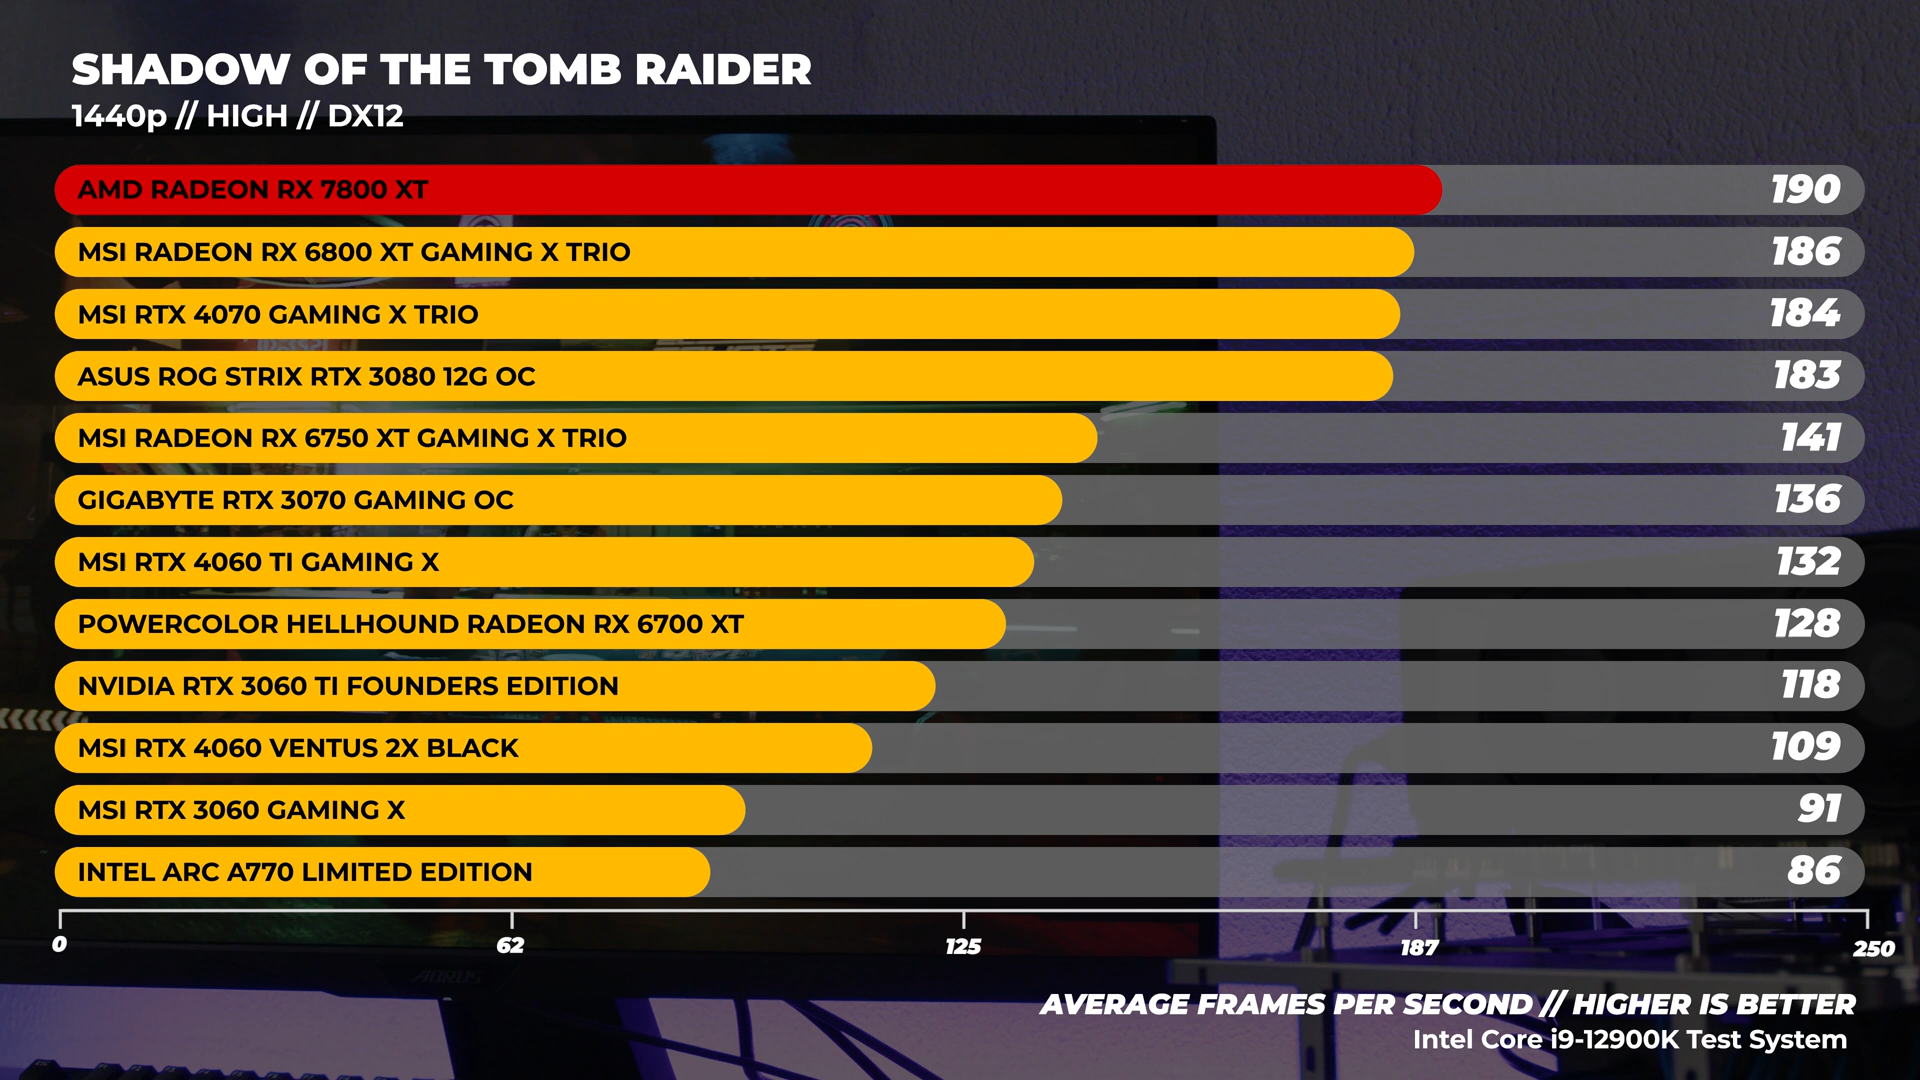 SHADOW OF THE TOMB RAIDER
1440p // HIGH // DX12
AMD RADEON RX 7800 XT 190
MSI RADEON RX 6800 XT GAMING X TRIO 186
MSI RTX 4070 GAMING X TRIO 184
ASUS ROG STRIX RTX 3080 12G OC 183
MSI RADEON RX 6750 XT GAMING X TRIO 141
GIGABYTE RTX 3070 GAMING OC 136
MSI RTX 4060 TI GAMING X 132
POWERCOLOR HELLHOUND RADEON RX 6700 XT 128
NVIDIA RTX 3060 TI FOUNDERS EDITION 118
MSI RTX 4060 VENTUS 2X BLACK 109
MSI RTX 3060 GAMING X 91
INTEL ARC A770 LIMITED EDITION 86
0 62 125 187 250
AORUS
AVERAGE FRAMES PER SECOND // HIGHER IS BETTER
Intel Core i9-12900K Test System